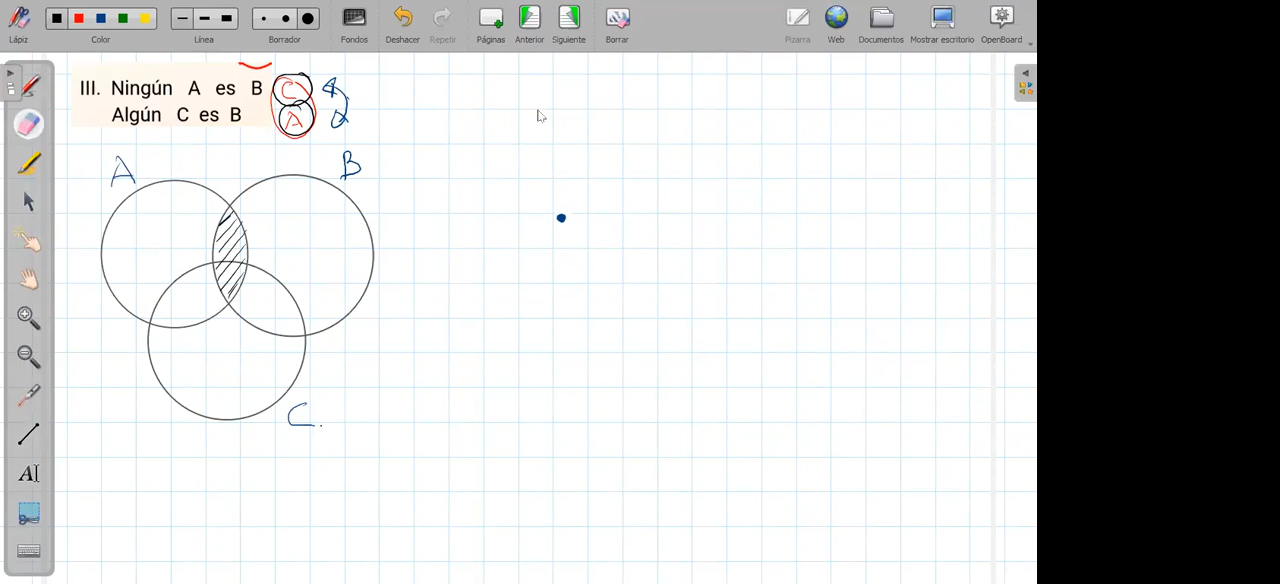 Lápiz Color Línea Borrador Fondos Deshacer Repetir Páginas Anterior Siguiente Borrar Pizarra Web Documentos Mostrar escritorio OpenBoard
III. Ningún A es B C
Algún C es B A
A B
C.